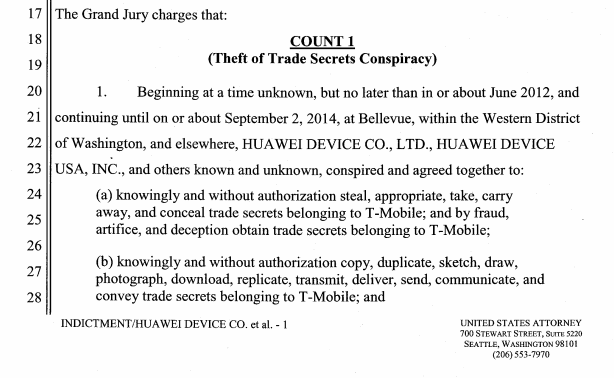 17 The Grand Jury charges that:
18 COUNT 1
19 (Theft of Trade Secrets Conspiracy)
20 1. Beginning at a time unknown, but no later than in or about June 2012, and
21 continuing until on or about September 2, 2014, at Bellevue, within the Western District
22 of Washington, and elsewhere, HUAWEI DEVICE CO., LTD., HUAWEI DEVICE
23 USA, INC., and others known and unknown, conspired and agreed together to:
24 (a) knowingly and without authorization steal, appropriate, take, carry
25 away, and conceal trade secrets belonging to T-Mobile; and by fraud,
artifice, and deception obtain trade secrets belonging to T-Mobile;
26
(b) knowingly and without authorization copy, duplicate, sketch, draw,
27 photograph, download, replicate, transmit, deliver, send, communicate, and
28 convey trade secrets belonging to T-Mobile; and
INDICTMENT/HUAWEI DEVICE CO. et al. - 1
UNITED STATES ATTORNEY
700 STEWART STREET, SUITE 5220
SEATTLE, WASHINGTON 98101
(206) 553-7970